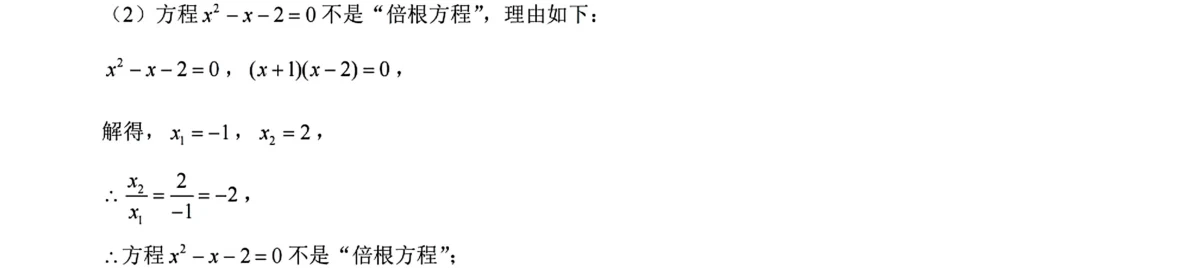 （2）方程 x² − x − 2 = 0 不是“倍根方程”，理由如下：
x² − x − 2 = 0，(x+1)(x−2) = 0，
解得，x₁ = −1，x₂ = 2，
∴ x₂/x₁ = 2/−1 = −2，
∴方程 x² − x − 2 = 0 不是“倍根方程”；